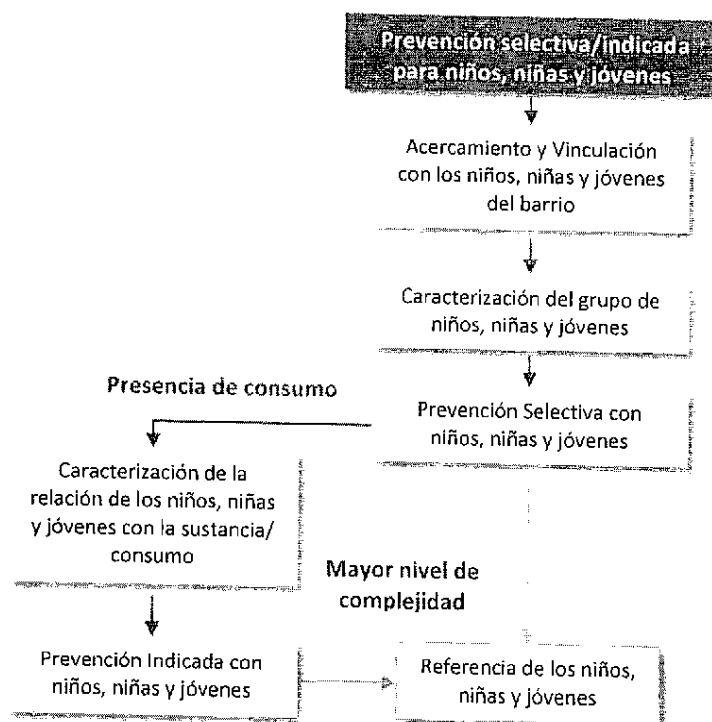 Prevención selectiva/indicada
para niños, niñas y jóvenes
Acercamiento y Vinculación
con los niños, niñas y jóvenes
del barrio
Caracterización del grupo de
niños, niñas y jóvenes
Presencia de consumo
Prevención Selectiva con
niños, niñas y jóvenes
Caracterización de la
relación de los niños, niñas
y jóvenes con la sustancia/
consumo
Mayor nivel de
complejidad
Prevención Indicada con
niños, niñas y jóvenes
Referencia de los niños,
niñas y jóvenes